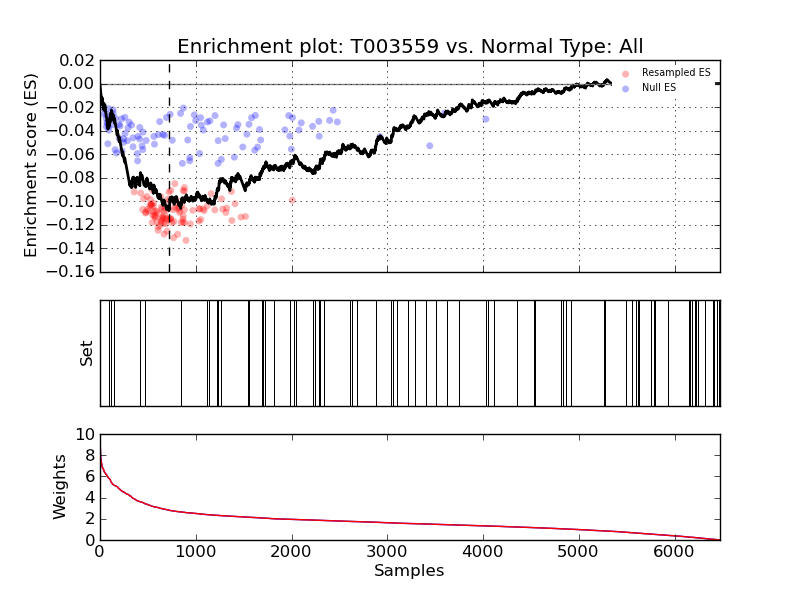 Enrichment plot: T003559 vs. Normal Type: All
Enrichment score (ES)
0.02
0.00
−0.02
−0.04
−0.06
−0.08
−0.10
−0.12
−0.14
−0.16
Resampled ES
Null ES
Set
Weights
10
8
6
4
2
0
0 1000 2000 3000 4000 5000 6000
Samples